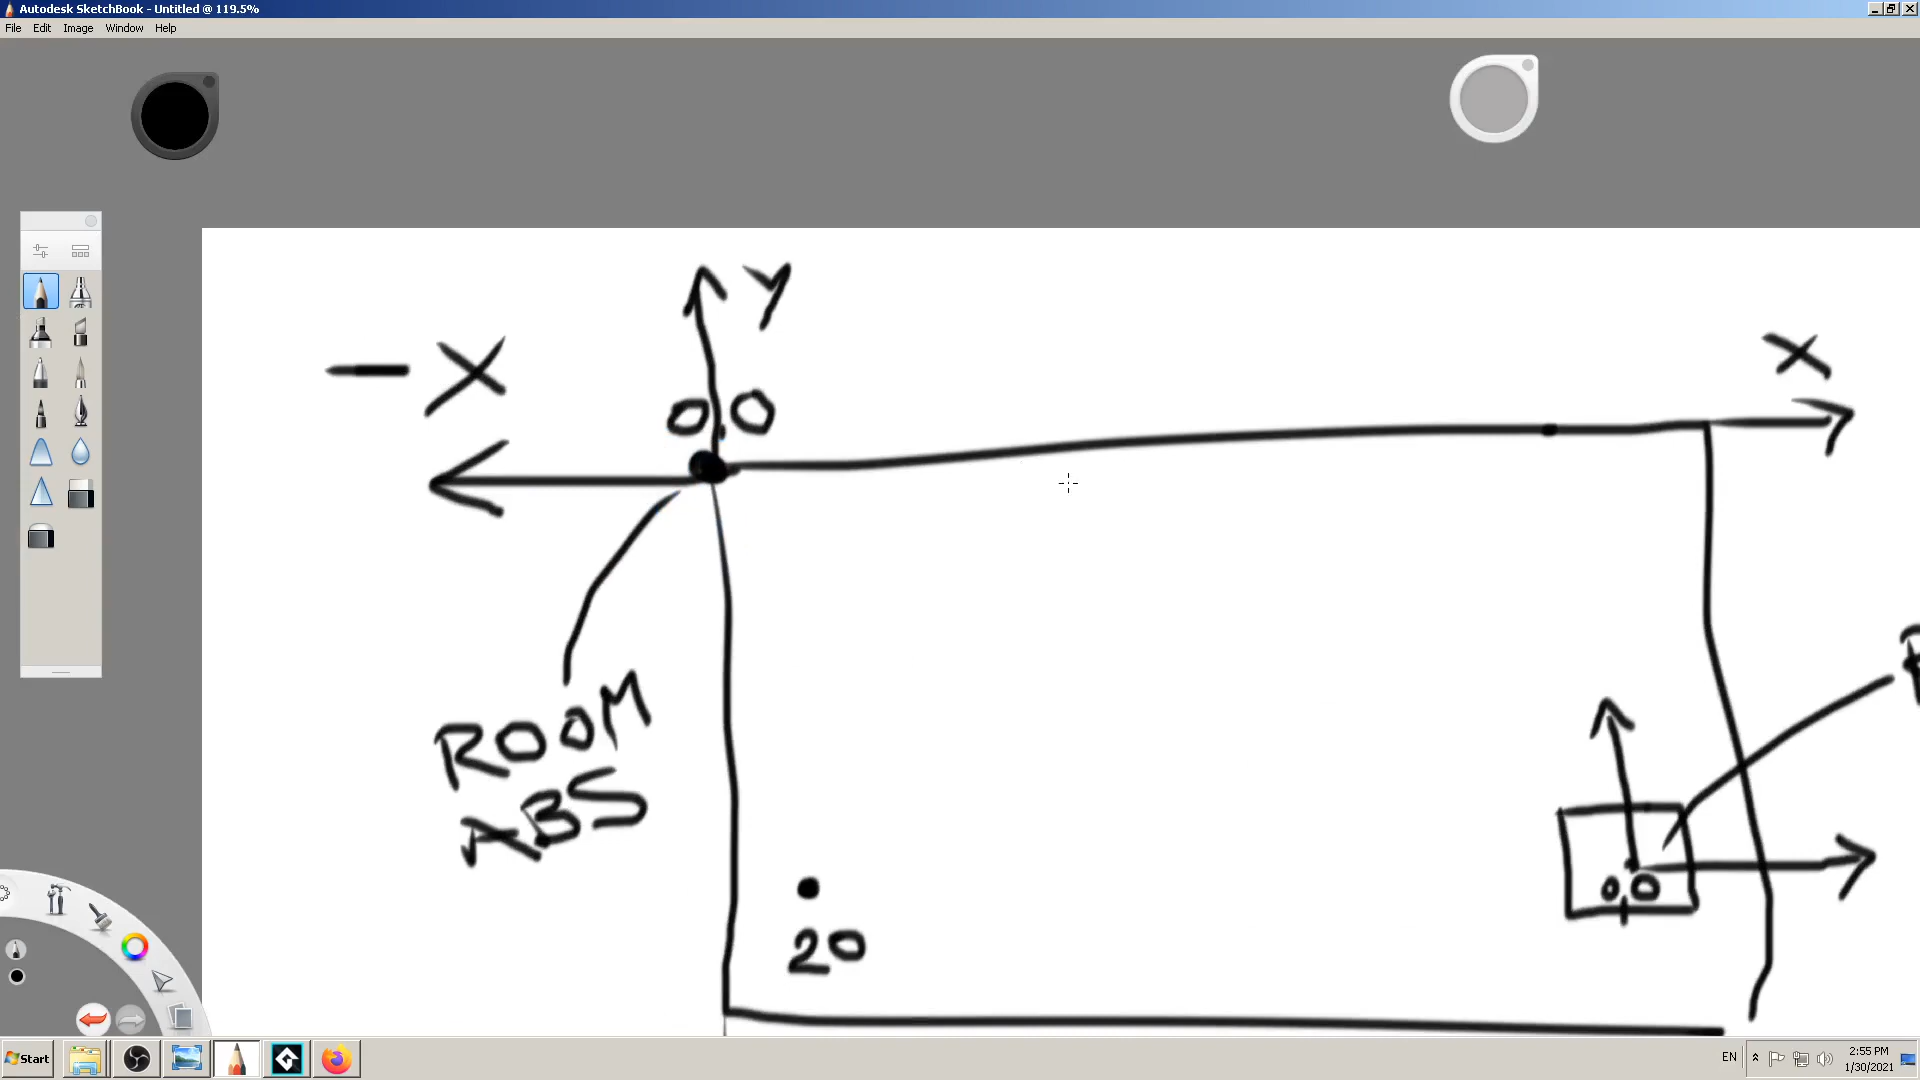 Autodesk SketchBook - Untitled @ 119.5%
File Edit Image Window Help
Y
-X
X
0.0
ROOM
ABS
0.0
20
Start
EN
2:55 PM
1/30/2021